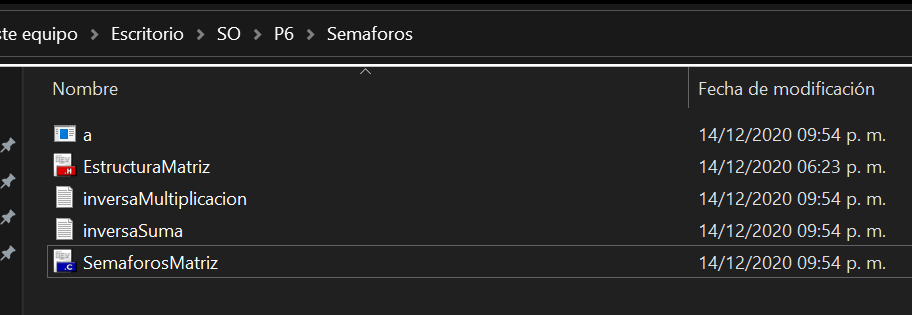 ste equipo > Escritorio > SO > P6 > Semaforos
Nombre Fecha de modificación
a 14/12/2020 09:54 p. m.
EstructuraMatriz 14/12/2020 06:23 p. m.
inversaMultiplicacion 14/12/2020 09:54 p. m.
inversaSuma 14/12/2020 09:54 p. m.
SemaforosMatriz 14/12/2020 09:54 p. m.